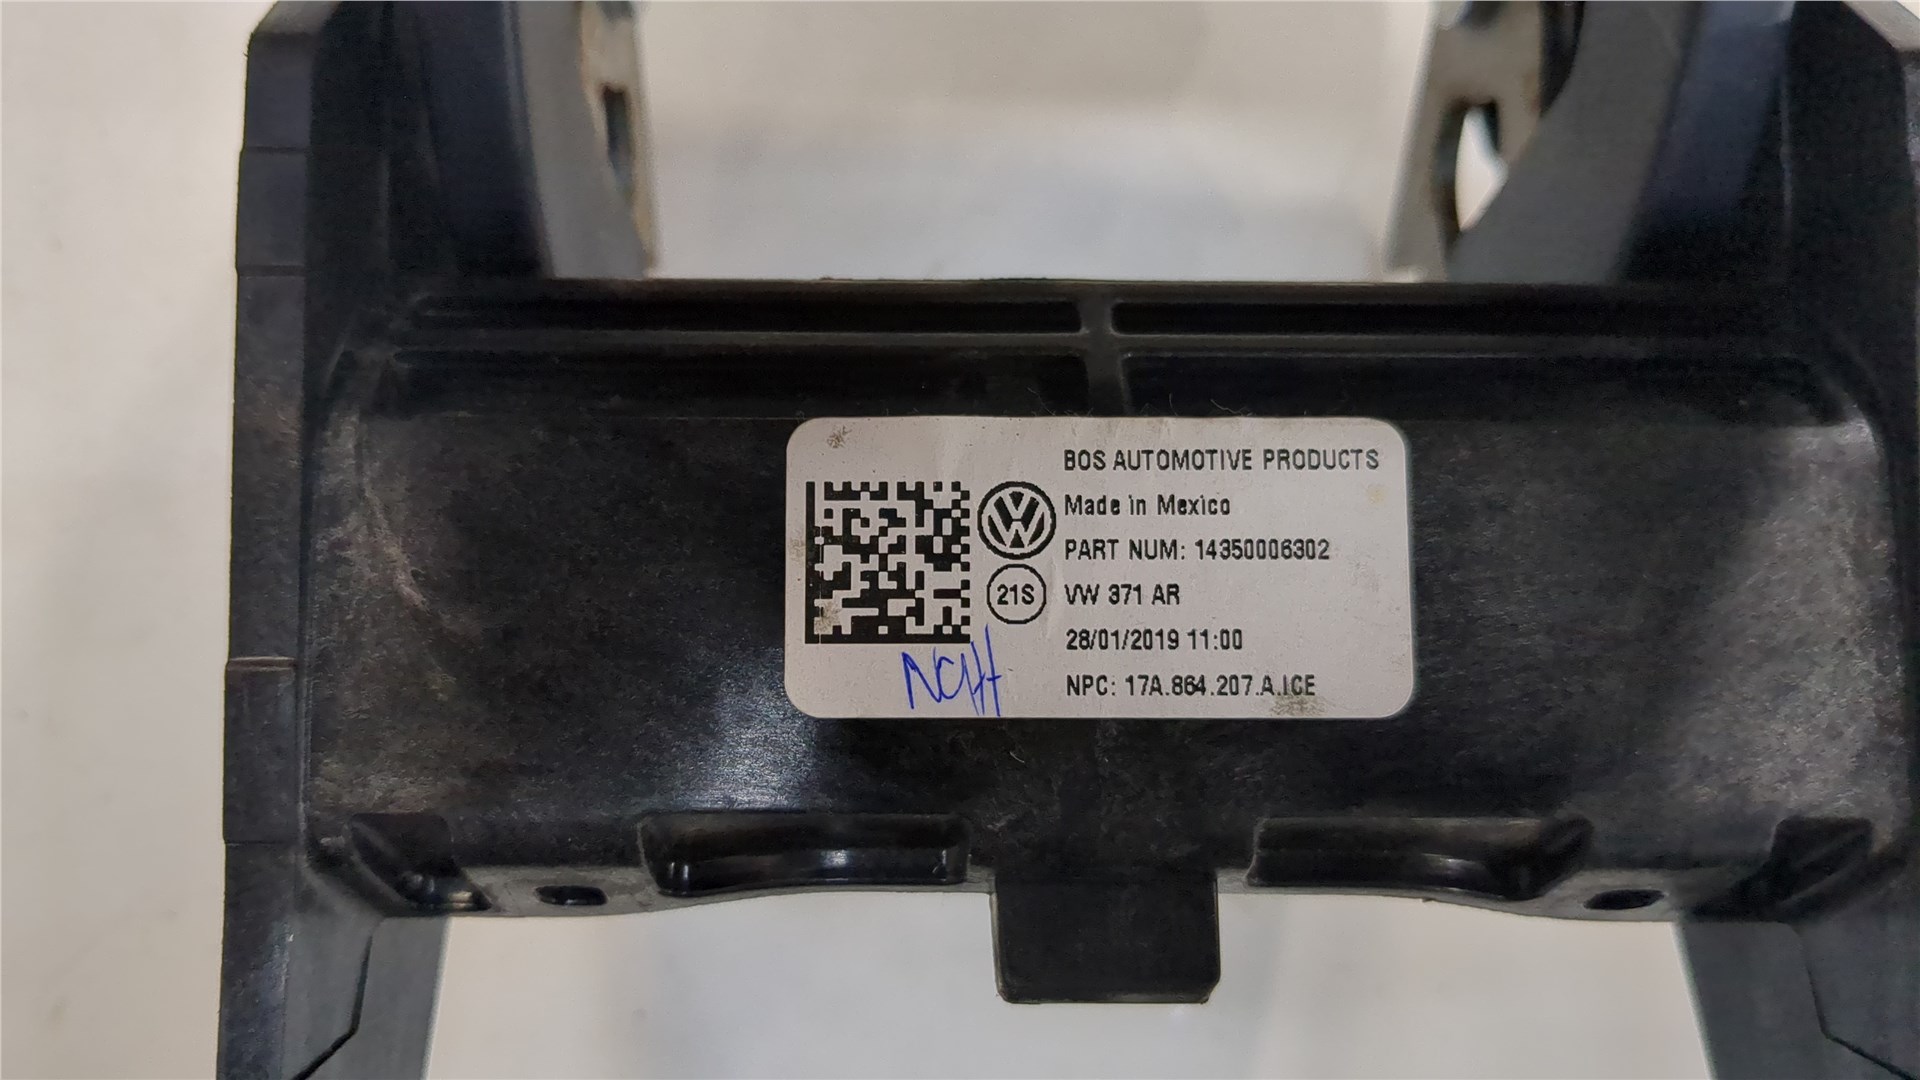 BOS AUTOMOTIVE PRODUCTS
Made in Mexico
PART NUM: 14350006302
21S
VW 371 AR
28/01/2019 11:00
NPC: 17A.864.207.A.ICE